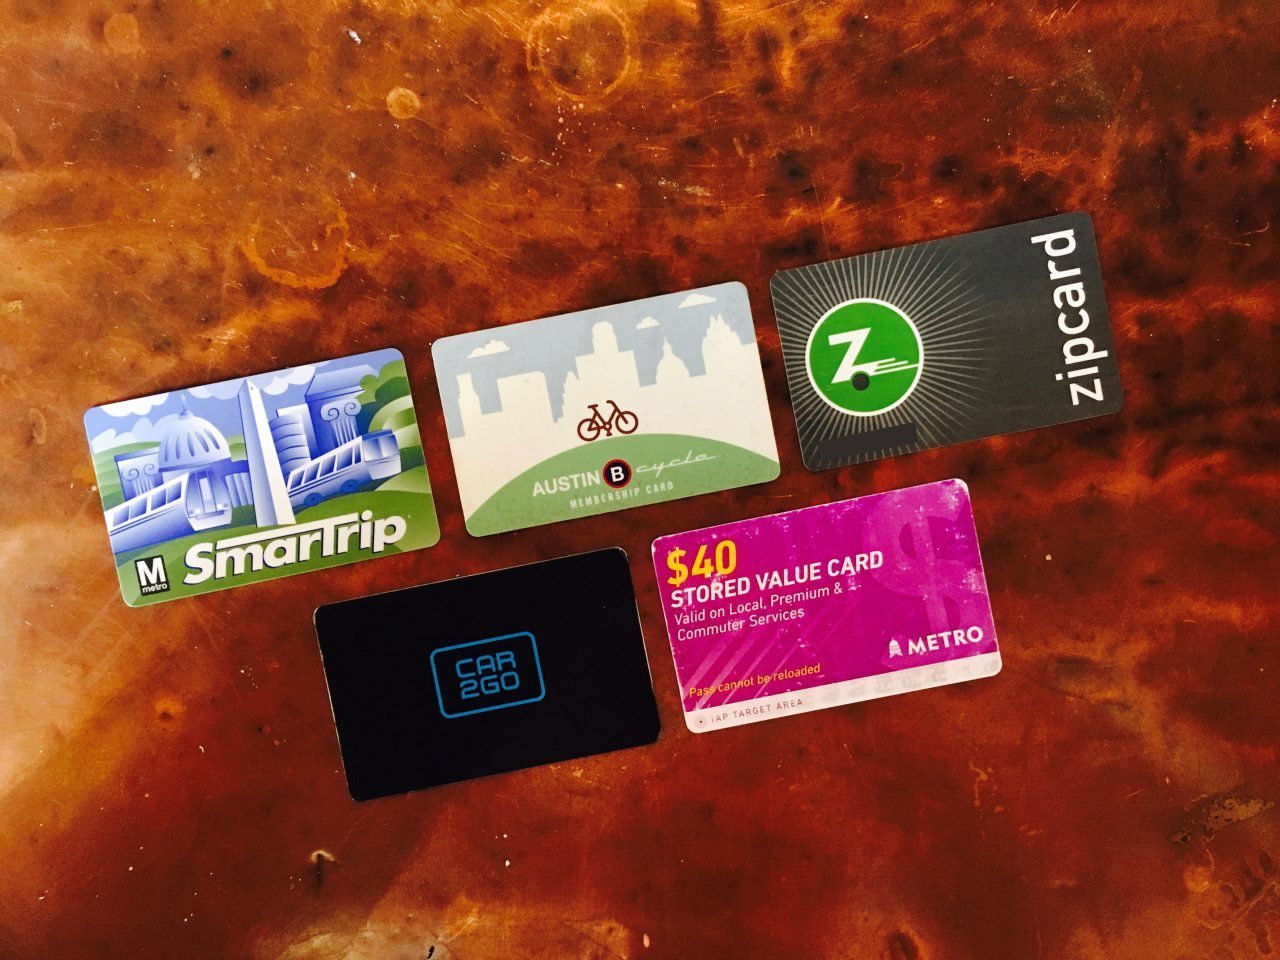 M
metro
SmarTrip
AUSTIN B cycle
MEMBERSHIP CARD
Z
zipcard
CAR
2GO
$40
STORED VALUE CARD
Valid on Local, Premium &
Commuter Services
$
METRO
Pass cannot be reloaded
TAP TARGET AREA